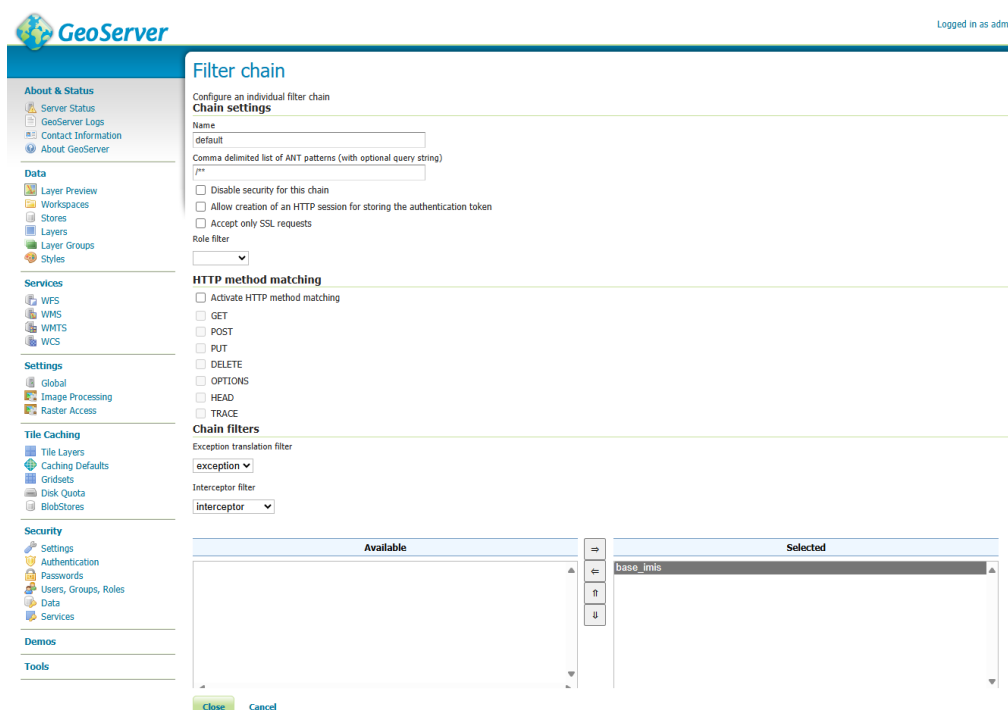 GeoServer
Logged in as adm
Filter chain
Configure an individual filter chain
Chain settings
Name
default
Comma delimited list of ANT patterns (with optional query string)
/**
Disable security for this chain
Allow creation of an HTTP session for storing the authentication token
Accept only SSL requests
Role filter
HTTP method matching
Activate HTTP method matching
GET
POST
PUT
DELETE
OPTIONS
HEAD
TRACE
Chain filters
Exception translation filter
exception
Interceptor filter
interceptor
Available
Selected
base_imis
Close
Cancel
About & Status
Server Status
GeoServer Logs
Contact Information
About GeoServer
Data
Layer Preview
Workspaces
Stores
Layers
Layer Groups
Styles
Services
WFS
WMS
WMTS
WCS
Settings
Global
Image Processing
Raster Access
Tile Caching
Tile Layers
Caching Defaults
Gridsets
Disk Quota
BlobStores
Security
Settings
Authentication
Passwords
Users, Groups, Roles
Data
Services
Demos
Tools